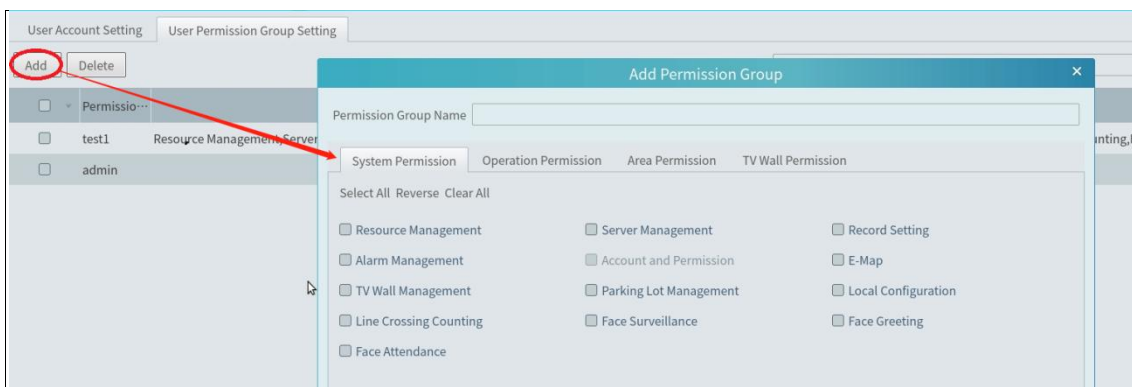 User Account Setting User Permission Group Setting
Add Delete
Add Permission Group ×
Permissio···
Permission Group Name
test1 Resource Management,Server
unting,
admin
System Permission Operation Permission Area Permission TV Wall Permission
Select All Reverse Clear All
Resource Management Server Management Record Setting
Alarm Management Account and Permission E-Map
TV Wall Management Parking Lot Management Local Configuration
Line Crossing Counting Face Surveillance Face Greeting
Face Attendance